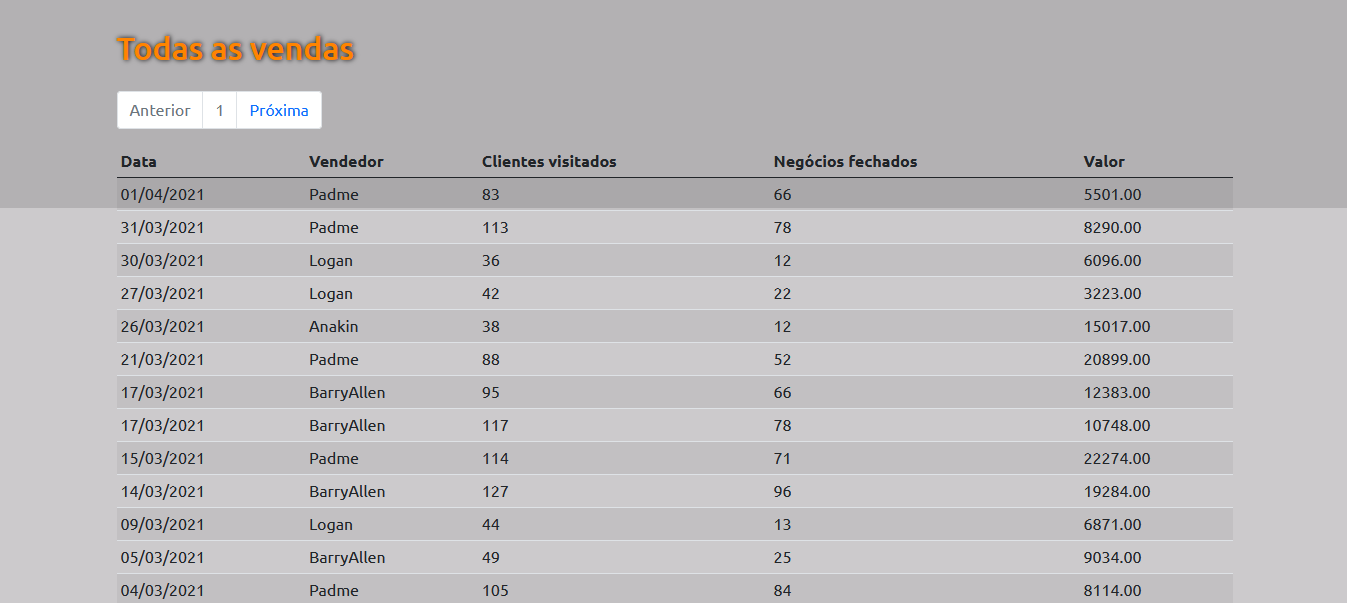 Todas as vendas
Anterior 1 Próxima
Data Vendedor Clientes visitados Negócios fechados Valor
01/04/2021 Padme 83 66 5501.00
31/03/2021 Padme 113 78 8290.00
30/03/2021 Logan 36 12 6096.00
27/03/2021 Logan 42 22 3223.00
26/03/2021 Anakin 38 12 15017.00
21/03/2021 Padme 88 52 20899.00
17/03/2021 BarryAllen 95 66 12383.00
17/03/2021 BarryAllen 117 78 10748.00
15/03/2021 Padme 114 71 22274.00
14/03/2021 BarryAllen 127 96 19284.00
09/03/2021 Logan 44 13 6871.00
05/03/2021 BarryAllen 49 25 9034.00
04/03/2021 Padme 105 84 8114.00